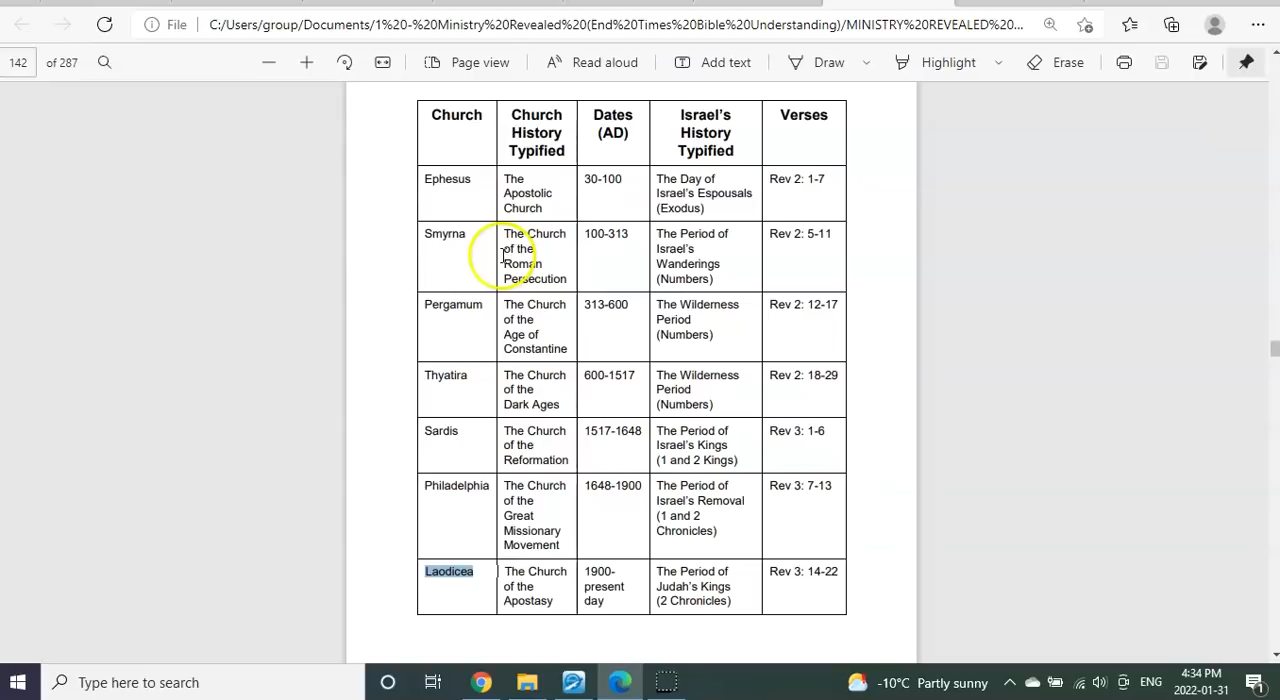 File
C:/Users/group/Documents/1%20-%20Ministry%20Revealed%20(End%20Times%20Bible%20Understanding)/MINISTRY%20REVEALED%20...
142 of 287
Page view
Read aloud
Add text
Draw
Highlight
Erase
Church
Church
History
Typified
Dates
(AD)
Israel's
History
Typified
Verses
Ephesus
The
Apostolic
Church
30-100
The Day of
Israel's Espousals
(Exodus)
Rev 2: 1-7
Smyrna
The Church
of the
Roman
Persecution
100-313
The Period of
Israel's
Wanderings
(Numbers)
Rev 2: 5-11
Pergamum
The Church
of the
Age of
Constantine
313-600
The Wilderness
Period
(Numbers)
Rev 2: 12-17
Thyatira
The Church
of the
Dark Ages
600-1517
The Wilderness
Period
(Numbers)
Rev 2: 18-29
Sardis
The Church
of the
Reformation
1517-1648
The Period of
Israel's Kings
(1 and 2 Kings)
Rev 3: 1-6
Philadelphia
The Church
of the
Great
Missionary
Movement
1648-1900
The Period of
Israel's Removal
(1 and 2
Chronicles)
Rev 3: 7-13
Laodicea
The Church
of the
Apostasy
1900-
present
day
The Period of
Judah's Kings
(2 Chronicles)
Rev 3: 14-22
Type here to search
-10°C Partly sunny
ENG
4:34 PM
2022-01-31
1